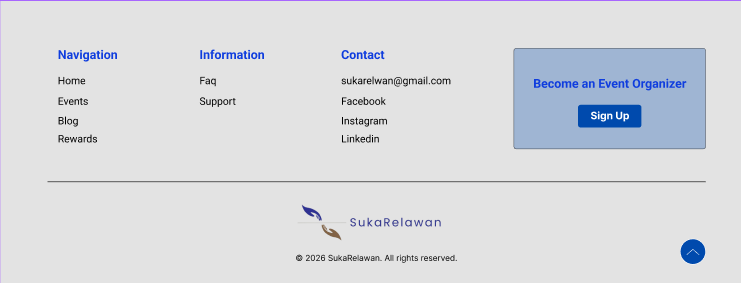 Navigation
Home
Events
Blog
Rewards
Information
Faq
Support
Contact
sukarelwan@gmail.com
Facebook
Instagram
Linkedin
Become an Event Organizer
Sign Up
SukaRelawan
© 2026 SukaRelawan. All rights reserved.